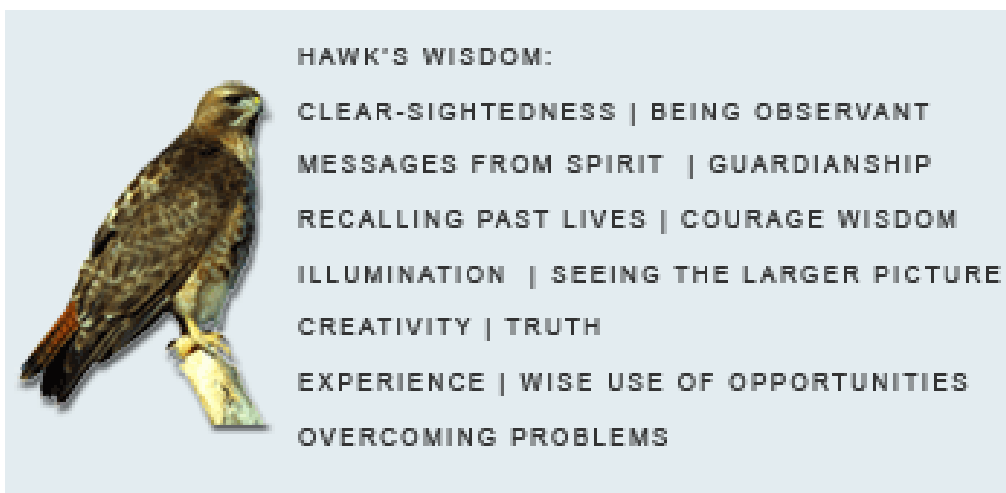 HAWK'S WISDOM:
CLEAR-SIGHTEDNESS | BEING OBSERVANT
MESSAGES FROM SPIRIT | GUARDIANSHIP
RECALLING PAST LIVES | COURAGE WISDOM
ILLUMINATION | SEEING THE LARGER PICTURE
CREATIVITY | TRUTH
EXPERIENCE | WISE USE OF OPPORTUNITIES
OVERCOMING PROBLEMS